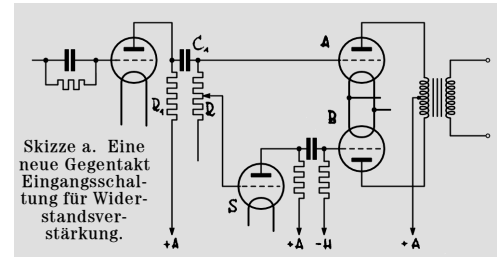 C₁
A
R₁
R
B
S
Skizze a. Eine
neue Gegentakt
Eingangsschal-
tung für Wider-
standsver-
stärkung.
+A
+A
-H
+A